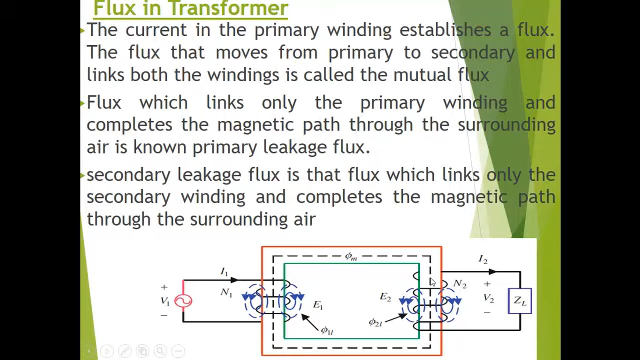 Flux in Transformer
The current in the primary winding establishes a flux.
The flux that moves from primary to secondary and
links both the windings is called the mutual flux
Flux which links only the primary winding and
completes the magnetic path through the surrounding
air is known primary leakage flux.
secondary leakage flux is that flux which links only the
secondary winding and completes the magnetic path
through the surrounding air
ϕm
I1
I2
N1
N2
+
V1
−
E1
E2
+
V2
−
ZL
ϕ1l
ϕ2l